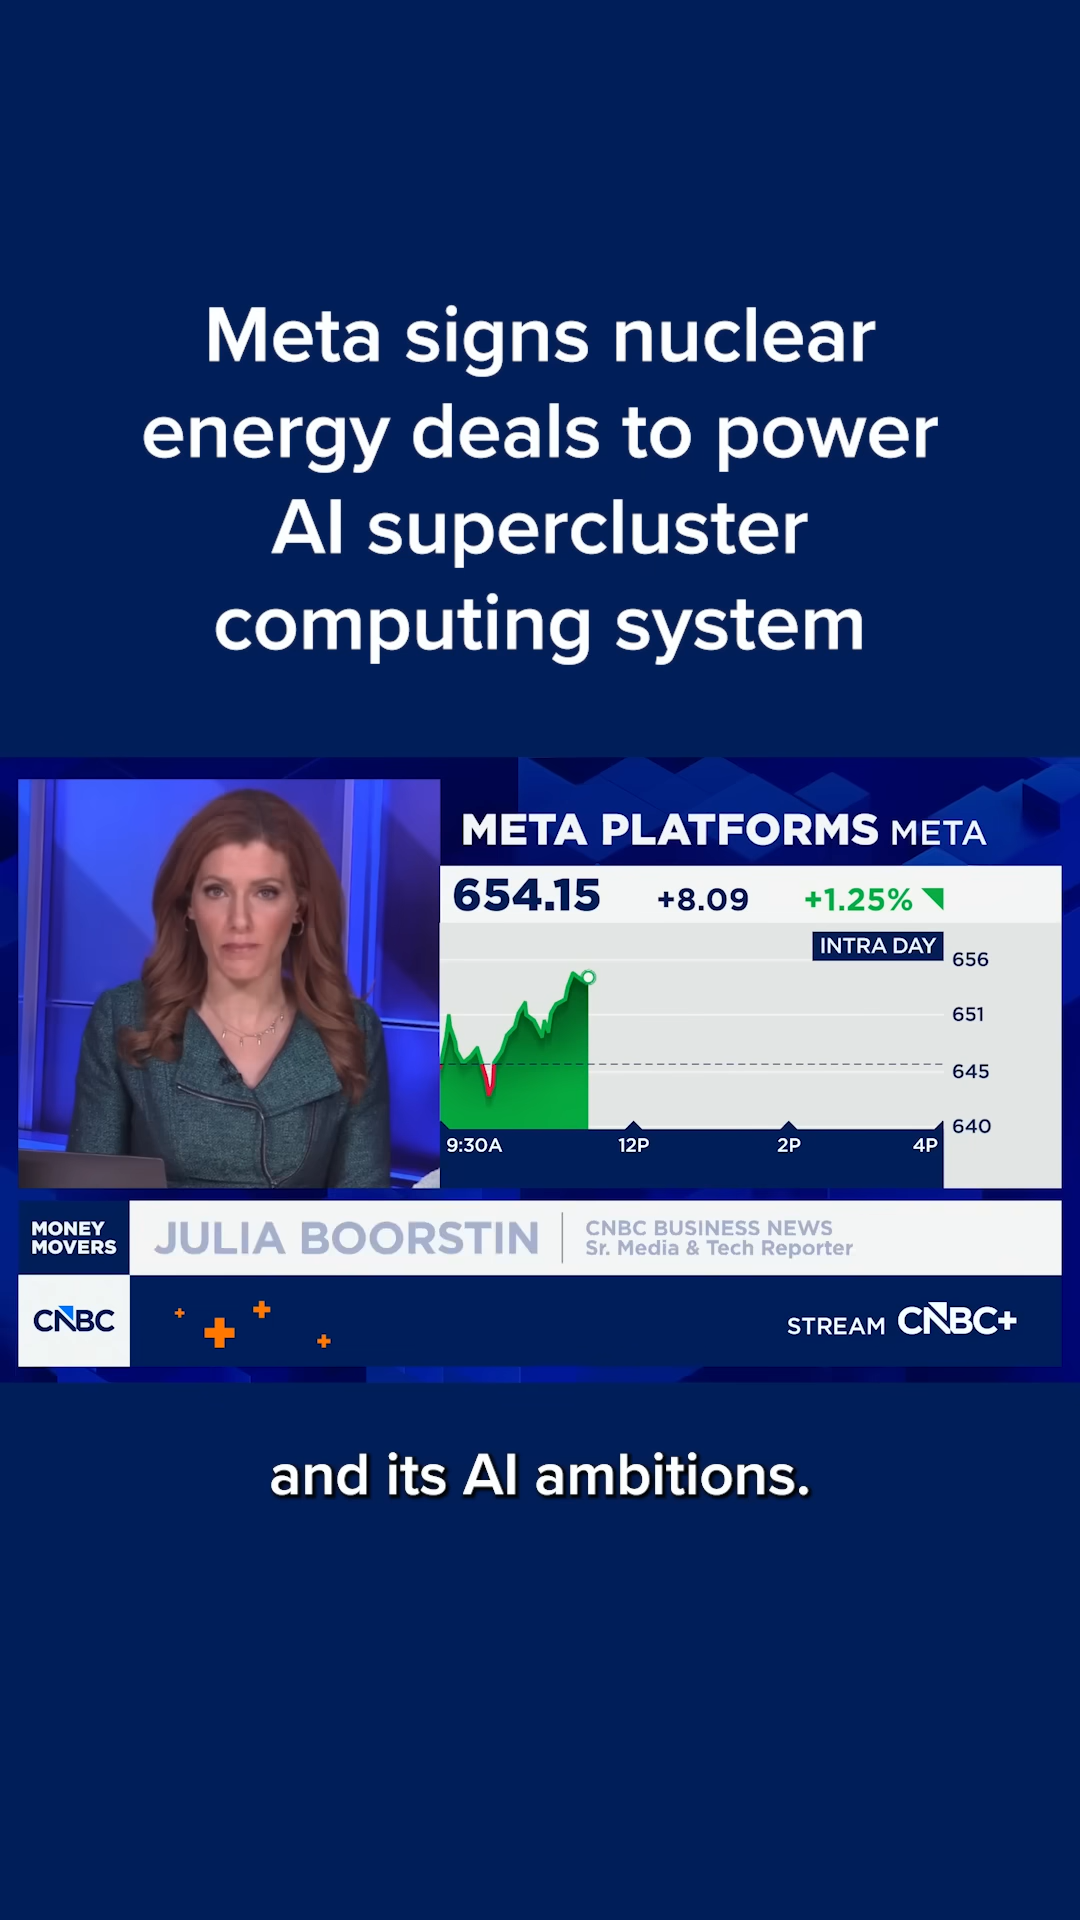 Meta signs nuclear
energy deals to power
AI supercluster
computing system
META PLATFORMS META
654.15 +8.09 +1.25%
INTRA DAY
656
651
645
640
9:30A 12P 2P 4P
MONEY
MOVERS
JULIA BOORSTIN
CNBC BUSINESS NEWS
Sr. Media & Tech Reporter
CNBC
STREAM CNBC+
and its AI ambitions.